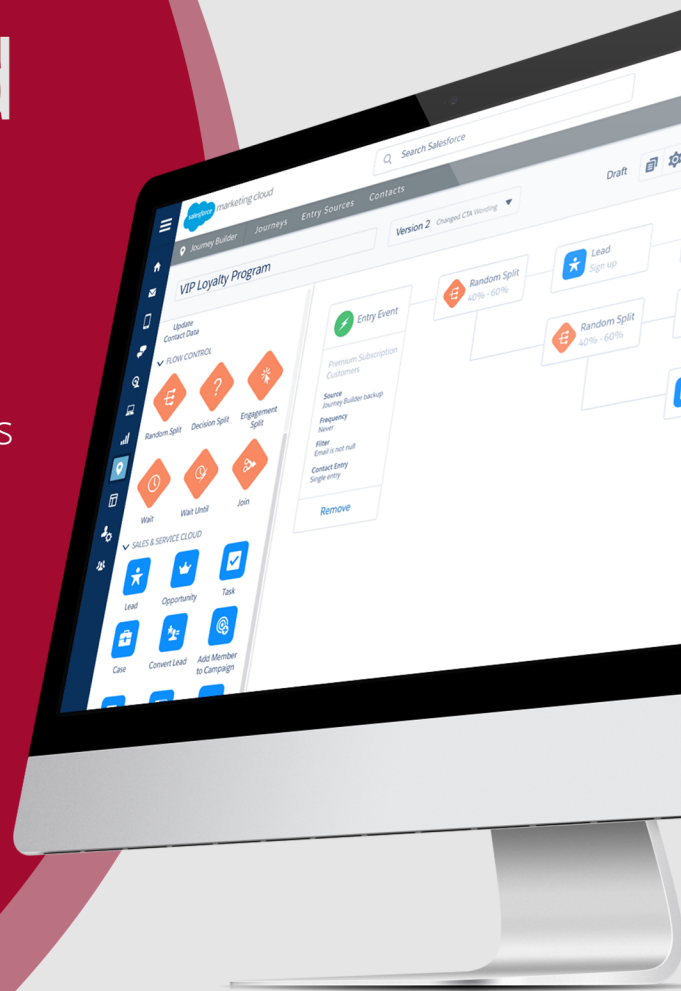 s
Search Salesforce
salesforce marketing cloud
Journey Builder Journeys Entry Sources Contacts
VIP Loyalty Program
Version 2 Changed CTA Wording
Draft
Update
Contact Data
FLOW CONTROL
Random Split
Decision Split
Engagement
Split
Wait
Wait Until
Join
SALES & SERVICE CLOUD
Lead
Opportunity
Task
Case
Convert Lead
Add Member
to Campaign
Entry Event
Premium Subscription
Customers
Source
Journey Builder backup
Frequency
Never
Filter
Email is not null
Contact Entry
Single entry
Remove
Random Split
40% - 60%
Lead
Sign up
Random Split
40% - 60%